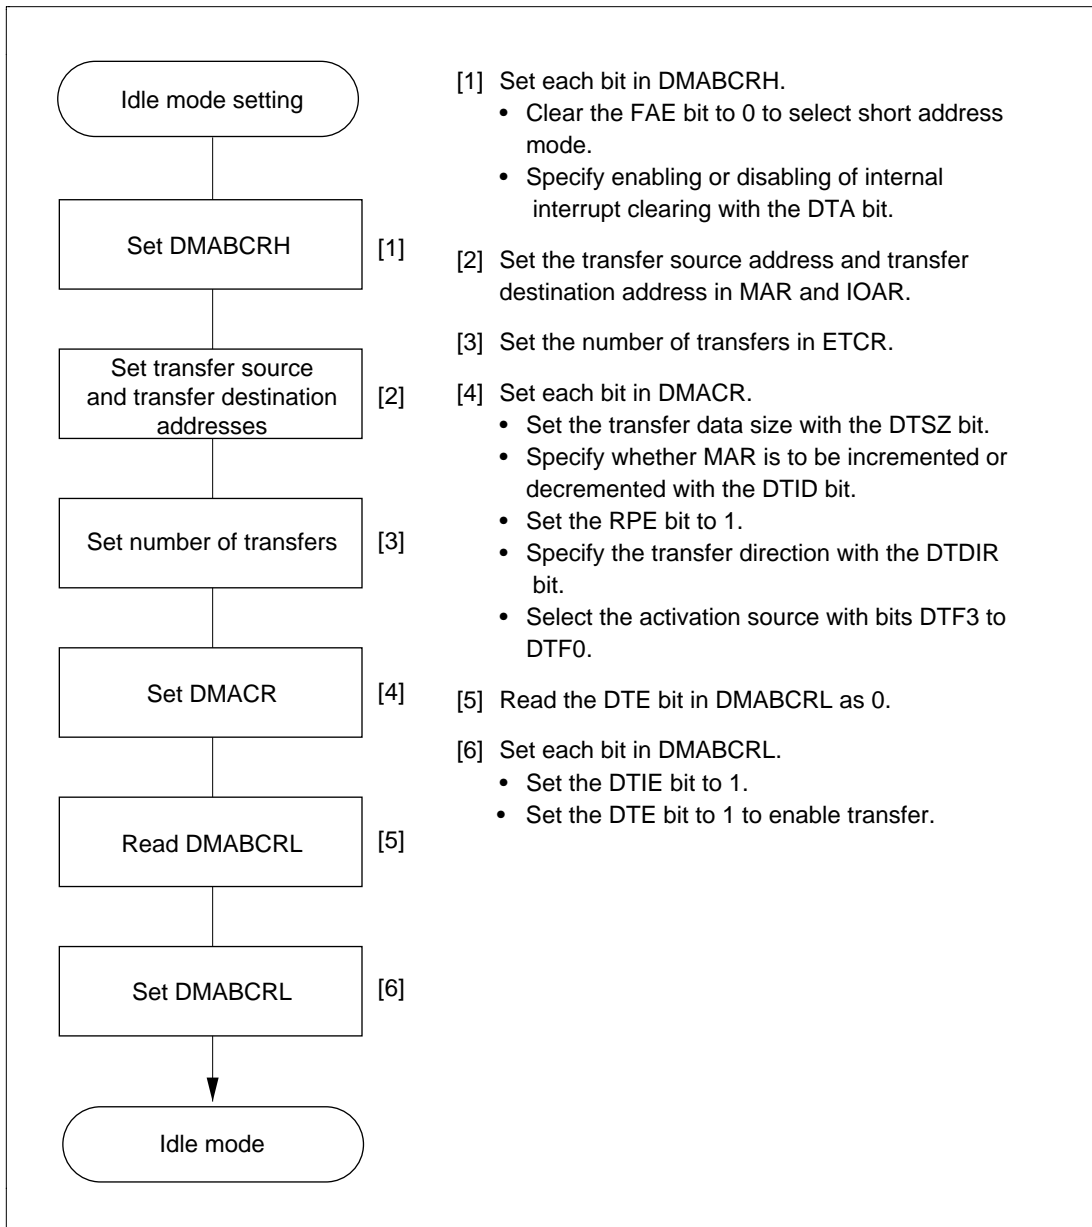 Idle mode setting
Set DMABCRH
[1]
Set transfer source
and transfer destination
addresses
[2]
Set number of transfers
[3]
Set DMACR
[4]
Read DMABCRL
[5]
Set DMABCRL
[6]
Idle mode
[1] Set each bit in DMABCRH.
• Clear the FAE bit to 0 to select short address
mode.
• Specify enabling or disabling of internal
interrupt clearing with the DTA bit.
[2] Set the transfer source address and transfer
destination address in MAR and IOAR.
[3] Set the number of transfers in ETCR.
[4] Set each bit in DMACR.
• Set the transfer data size with the DTSZ bit.
• Specify whether MAR is to be incremented or
decremented with the DTID bit.
• Set the RPE bit to 1.
• Specify the transfer direction with the DTDIR
bit.
• Select the activation source with bits DTF3 to
DTF0.
[5] Read the DTE bit in DMABCRL as 0.
[6] Set each bit in DMABCRL.
• Set the DTIE bit to 1.
• Set the DTE bit to 1 to enable transfer.